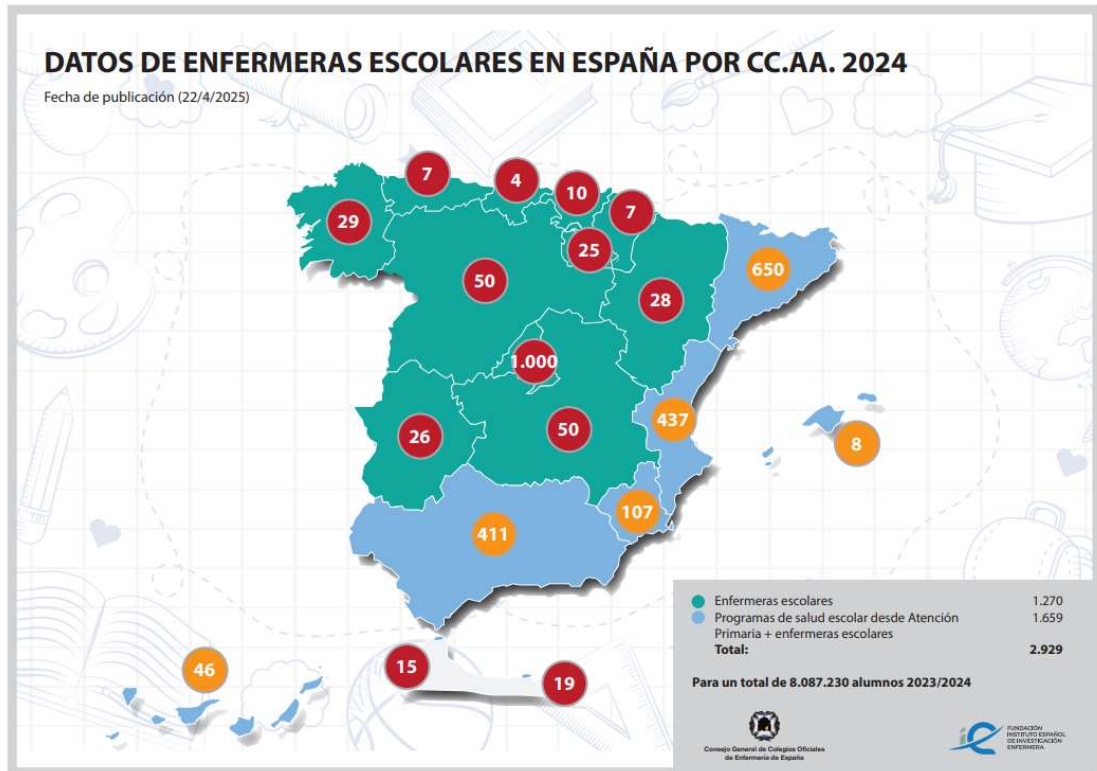 DATOS DE ENFERMERAS ESCOLARES EN ESPAÑA POR CC.AA. 2024
Fecha de publicación (22/4/2025)
7
4
10
7
29
25
650
50
28
1.000
437
26
50
8
107
411
46
15
19
Enfermeras escolares 1.270
Programas de salud escolar desde Atención 1.659
Primaria + enfermeras escolares
Total: 2.929
Para un total de 8.087.230 alumnos 2023/2024
Consejo General de Colegios Oficiales
de Enfermería de España
FUNDACIÓN
INSTITUTO ESPAÑOL
DE INVESTIGACIÓN
ENFERMERA